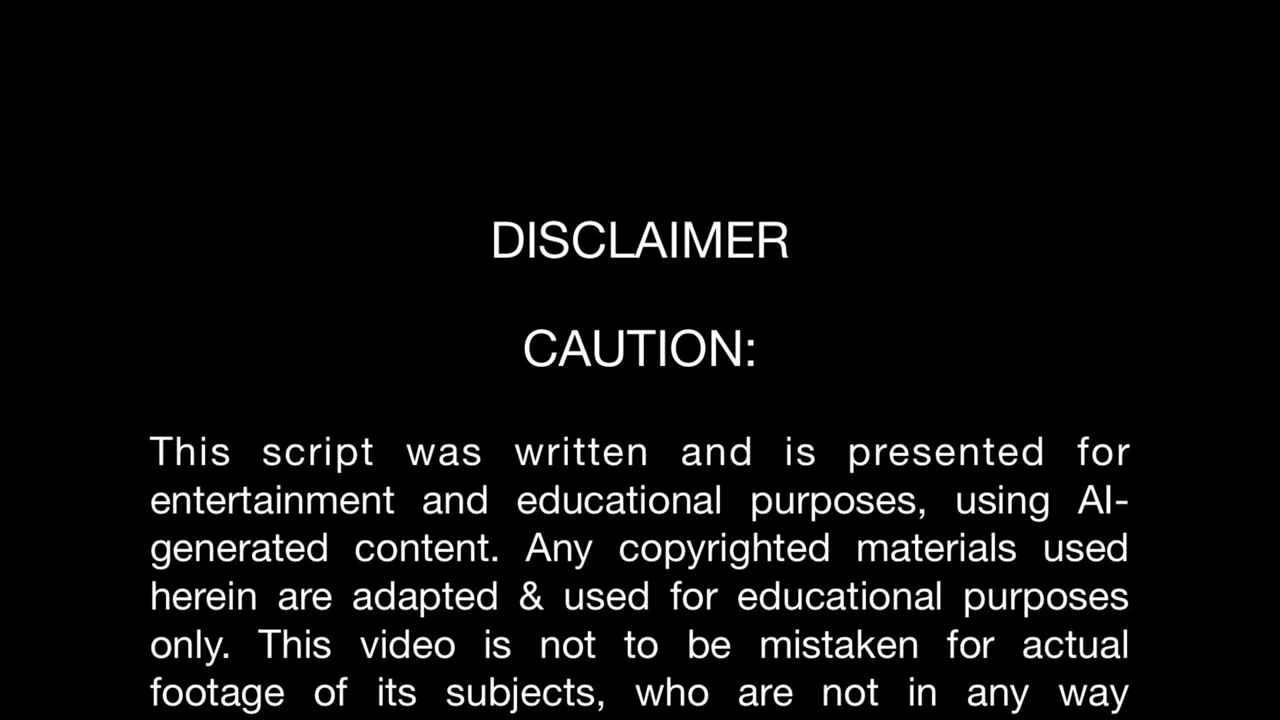 DISCLAIMER
CAUTION:
This script was written and is presented for
entertainment and educational purposes, using AI-
generated content. Any copyrighted materials used
herein are adapted & used for educational purposes
only. This video is not to be mistaken for actual
footage of its subjects, who are not in any way